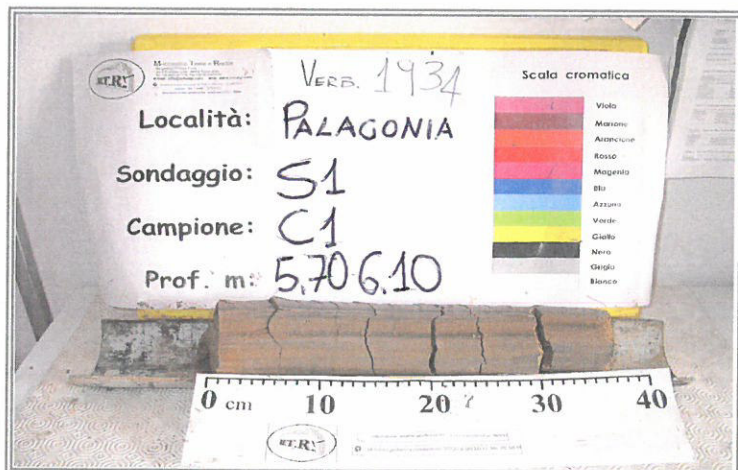 MT.R.
VERB. 1934
Località: PALAGONIA
Sondaggio: S1
Campione: C1
Prof. m: 5,70 6,10
Scala cromatica
Viola
Marrone
Arancione
Rosso
Magenta
Blu
Azzurro
Verde
Giallo
Nero
Grigio
Bianco
0 cm 10 20 30 40